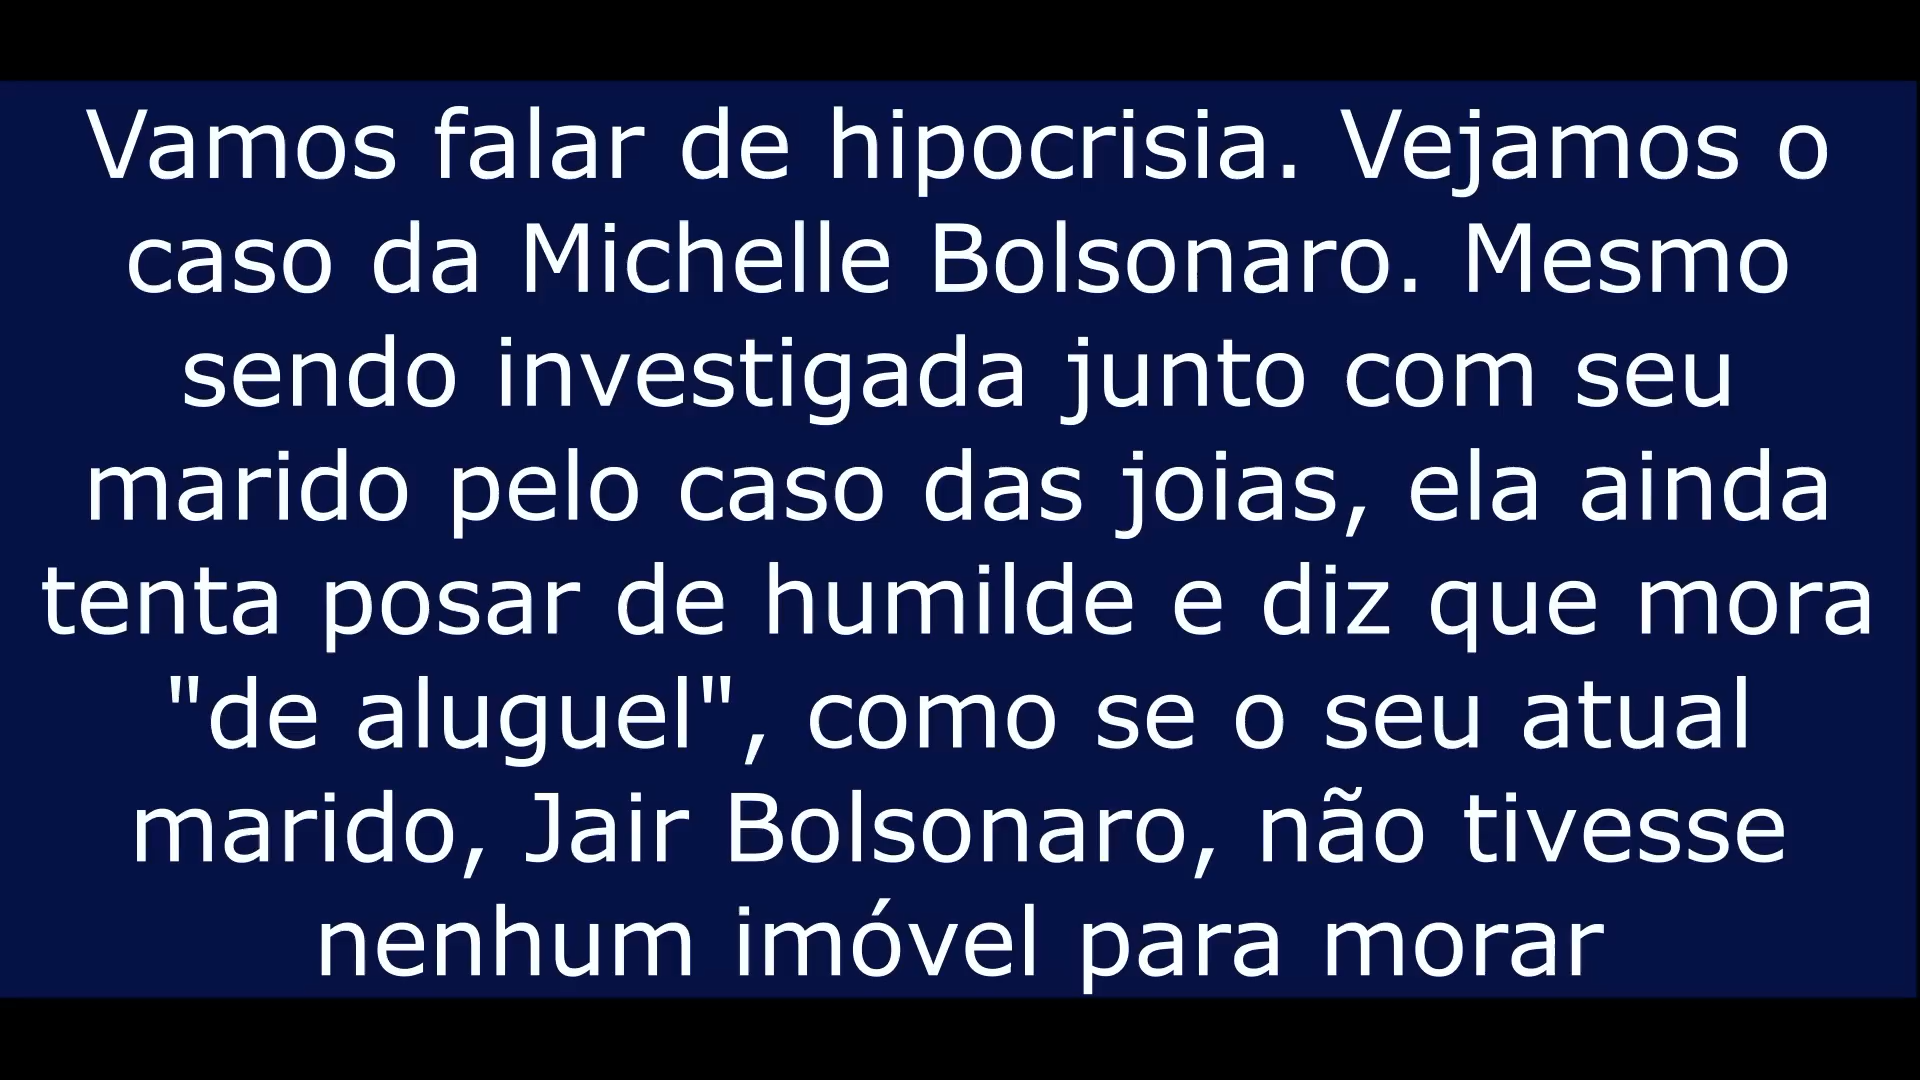 Vamos falar de hipocrisia. Vejamos o
caso da Michelle Bolsonaro. Mesmo
sendo investigada junto com seu
marido pelo caso das joias, ela ainda
tenta posar de humilde e diz que mora
"de aluguel", como se o seu atual
marido, Jair Bolsonaro, não tivesse
nenhum imóvel para morar